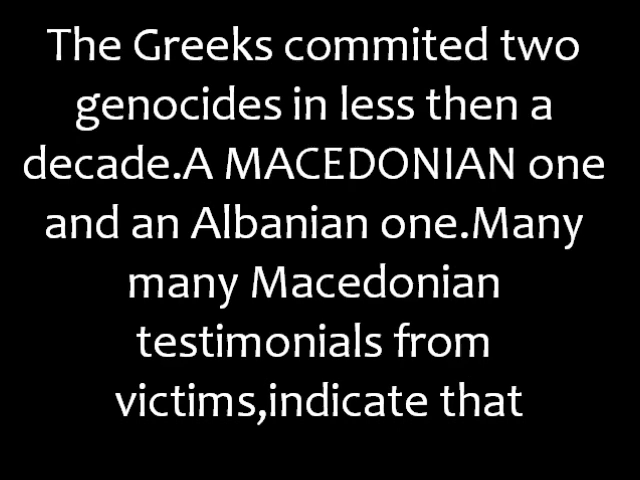 The Greeks commited two
genocides in less then a
decade.A MACEDONIAN one
and an Albanian one.Many
many Macedonian
testimonials from
victims,indicate that